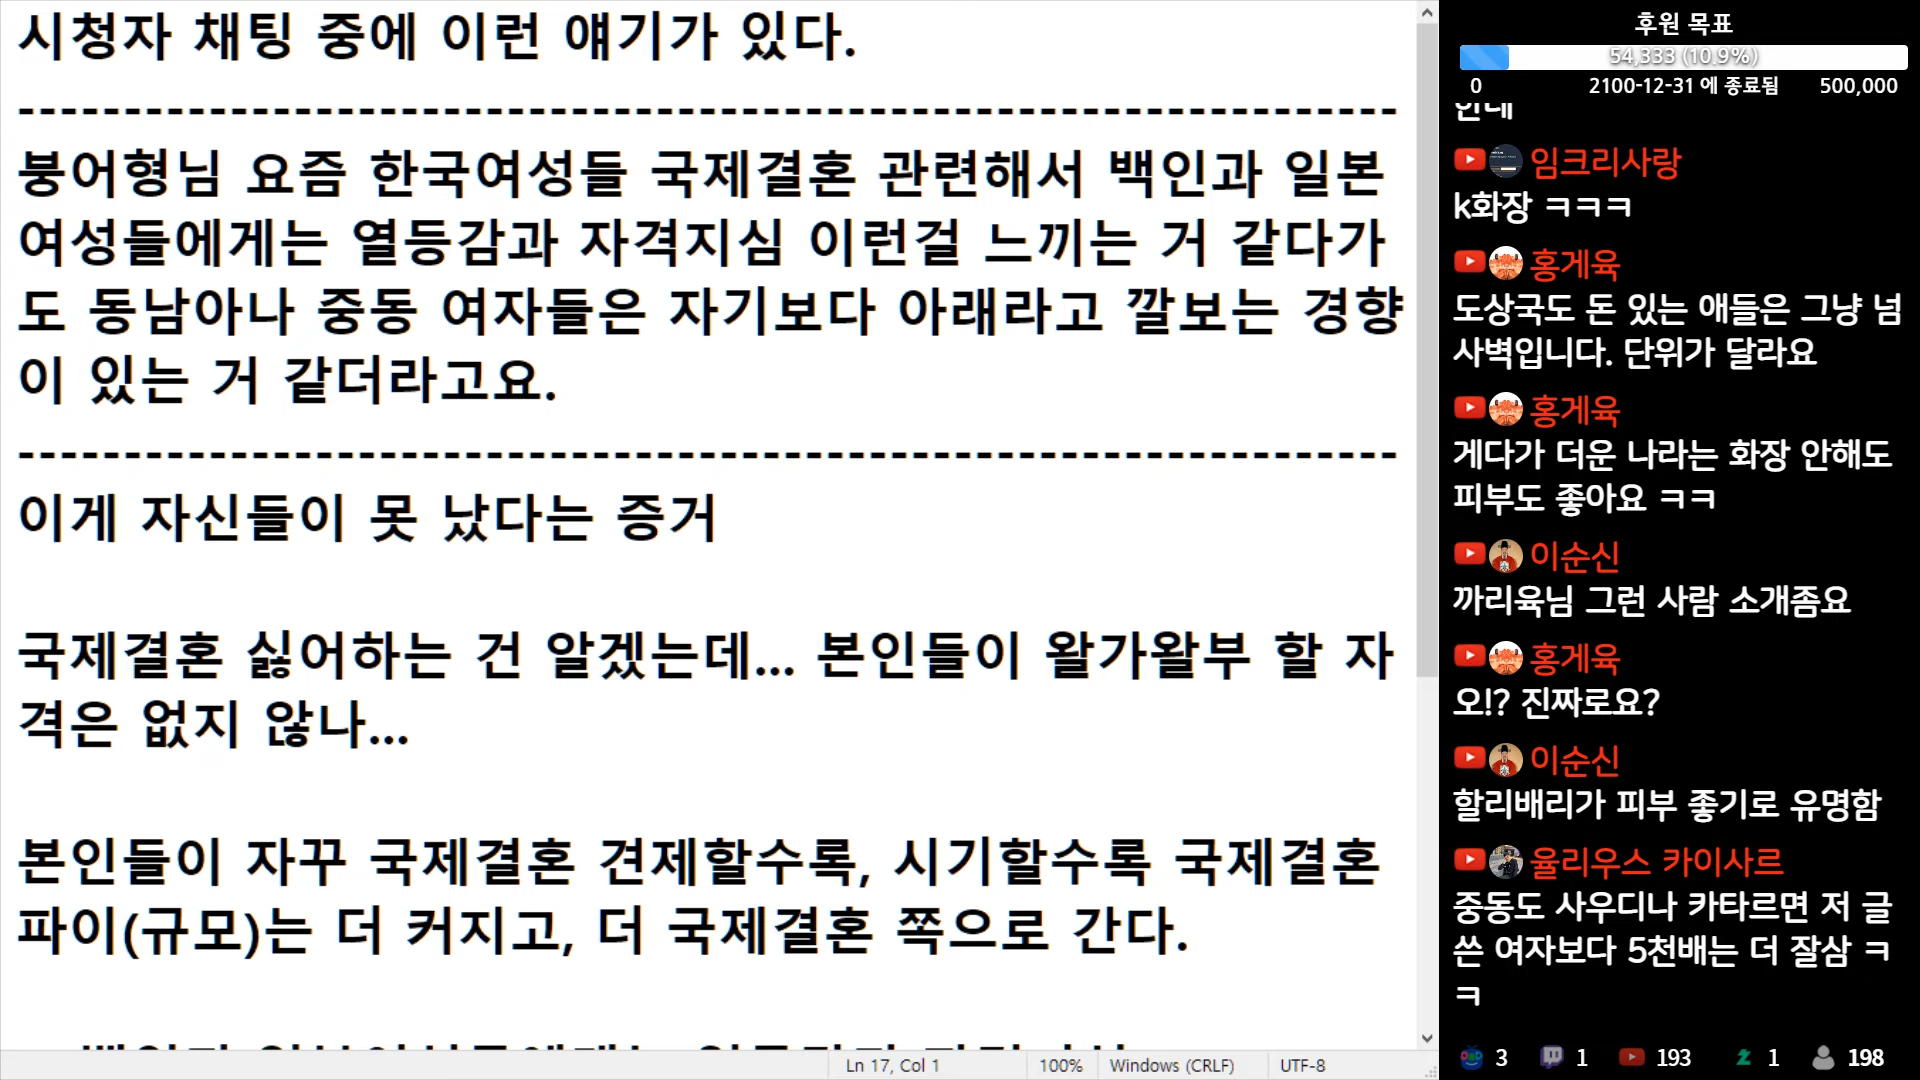 시청자 채팅 중에 이런 얘기가 있다.
------------------------------------------------------------------
붕어형님 요즘 한국여성들 국제결혼 관련해서 백인과 일본
여성들에게는 열등감과 자격지심 이런걸 느끼는 거 같다가
도 동남아나 중동 여자들은 자기보다 아래라고 깔보는 경향
이 있는 거 같더라고요.
------------------------------------------------------------------
이게 자신들이 못 났다는 증거
국제결혼 싫어하는 건 알겠는데... 본인들이 왈가왈부 할 자
격은 없지 않나...
본인들이 자꾸 국제결혼 견제할수록, 시기할수록 국제결혼
파이(규모)는 더 커지고, 더 국제결혼 쪽으로 간다.
Ln 17, Col 1
100%
Windows (CRLF)
UTF-8
후원 목표
54,333 (10.9%)
0 2100-12-31 에 종료됨 500,000
임크리사랑
k화장 ㅋㅋㅋ
홍게육
도상국도 돈 있는 애들은 그냥 넘
사벽입니다. 단위가 달라요
홍게육
게다가 더운 나라는 화장 안해도
피부도 좋아요 ㅋㅋ
이순신
까리육님 그런 사람 소개좀요
홍게육
오!? 진짜로요?
이순신
할리배리가 피부 좋기로 유명함
율리우스 카이사르
중동도 사우디나 카타르면 저 글
쓴 여자보다 5천배는 더 잘삼 ㅋ
ㅋ
3 1 193 1 198